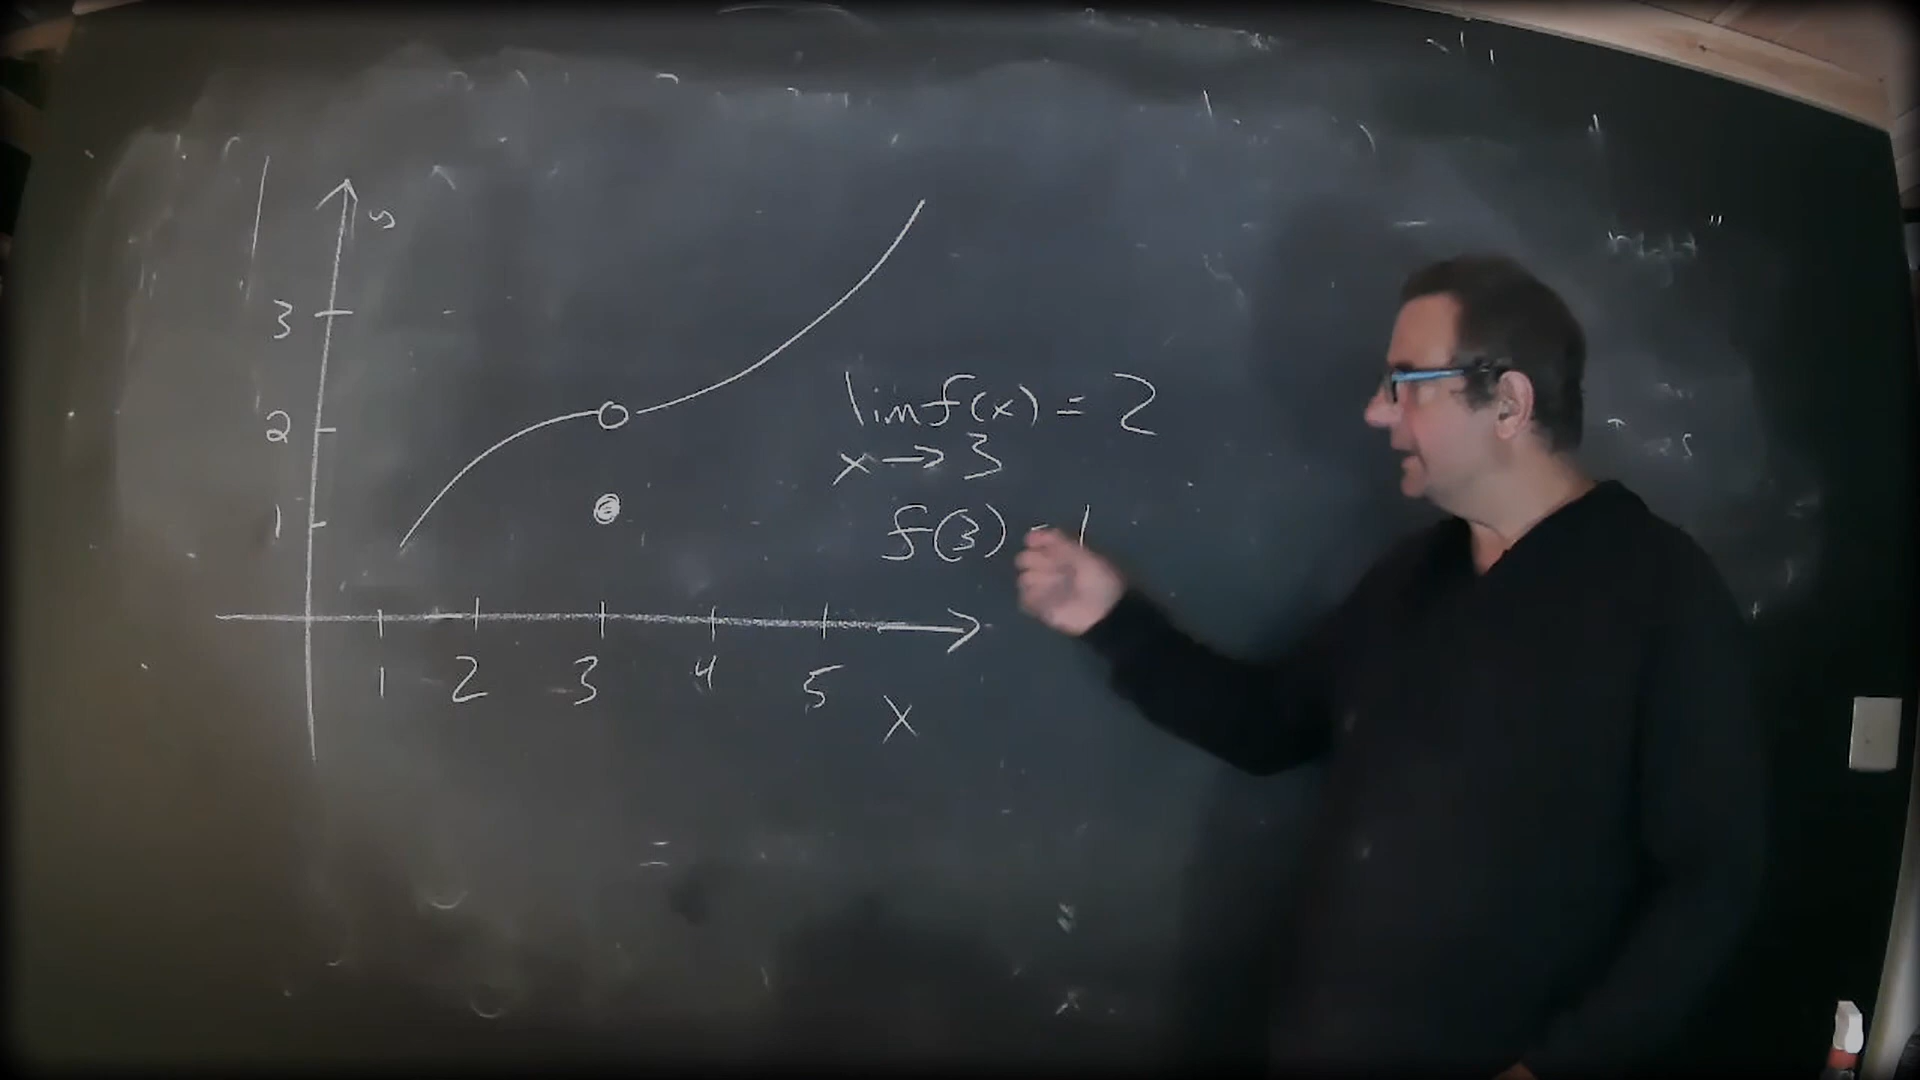 y
3
2
1
lim f(x) = 2
x → 3
f(3) = 1
1 2 3 4 5
x